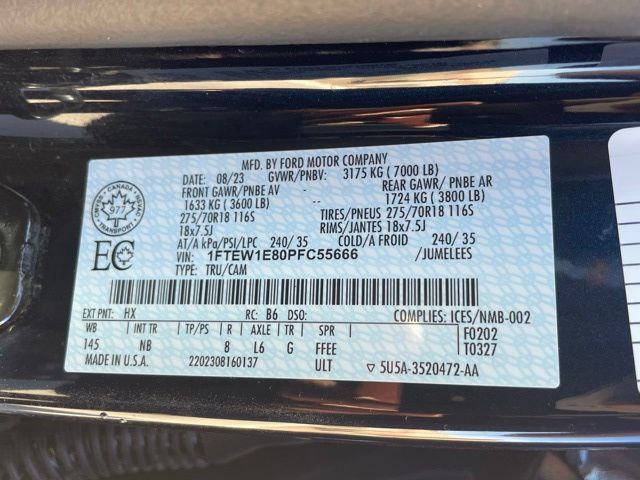 MFD. BY FORD MOTOR COMPANY
DATE: 08/23 GVWR/PNBV: 3175 KG ( 7000 LB)
FRONT GAWR/PNBE AV REAR GAWR/ PNBE AR
1633 KG ( 3600 LB) 1724 KG ( 3800 LB)
275/70R18 116S TIRES/PNEUS 275/70R18 116S
18x7.5J RIMS/JANTES 18x7.5J
AT/A kPa/PSI/LPC 240/ 35 COLD/A FROID 240/ 35
VIN: 1FTEW1E80PFC55666 /JUMELEES
TYPE: TRU/CAM
CANADA
977
EC
EXT PNT: HX RC: B6 DSO: COMPLIES: ICES/NMB-002
WB INT TR TP/PS R AXLE TR SPR F0202
145 NB 8 L6 G FFEE T0327
MADE IN U.S.A. 2202308160137 ULT ▽ 5U5A-3520472-AA